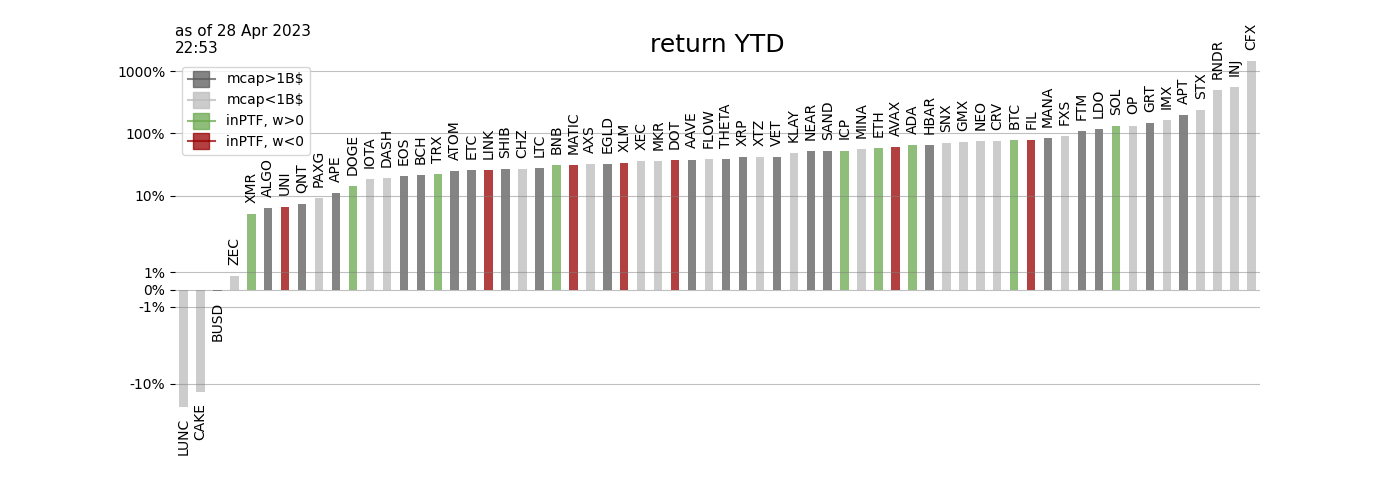 as of 28 Apr 2023
22:53
return YTD
mcap>1B$
mcap<1B$
inPTF, w>0
inPTF, w<0
1000%
100%
10%
1%
0%
-1%
-10%
LUNC
CAKE
BUSD
ZEC
XMR
ALGO
UNI
QNT
PAXG
APE
DOGE
IOTA
DASH
EOS
BCH
TRX
ATOM
ETC
LINK
SHIB
CHZ
LTC
BNB
MATIC
AXS
EGLD
XLM
XEC
MKR
DOT
AAVE
FLOW
THETA
XRP
XTZ
VET
KLAY
NEAR
SAND
ICP
MINA
ETH
AVAX
ADA
HBAR
SNX
GMX
NEO
CRV
BTC
FIL
MANA
FXS
FTM
LDO
SOL
OP
GRT
IMX
APT
STX
RNDR
INJ
CFX